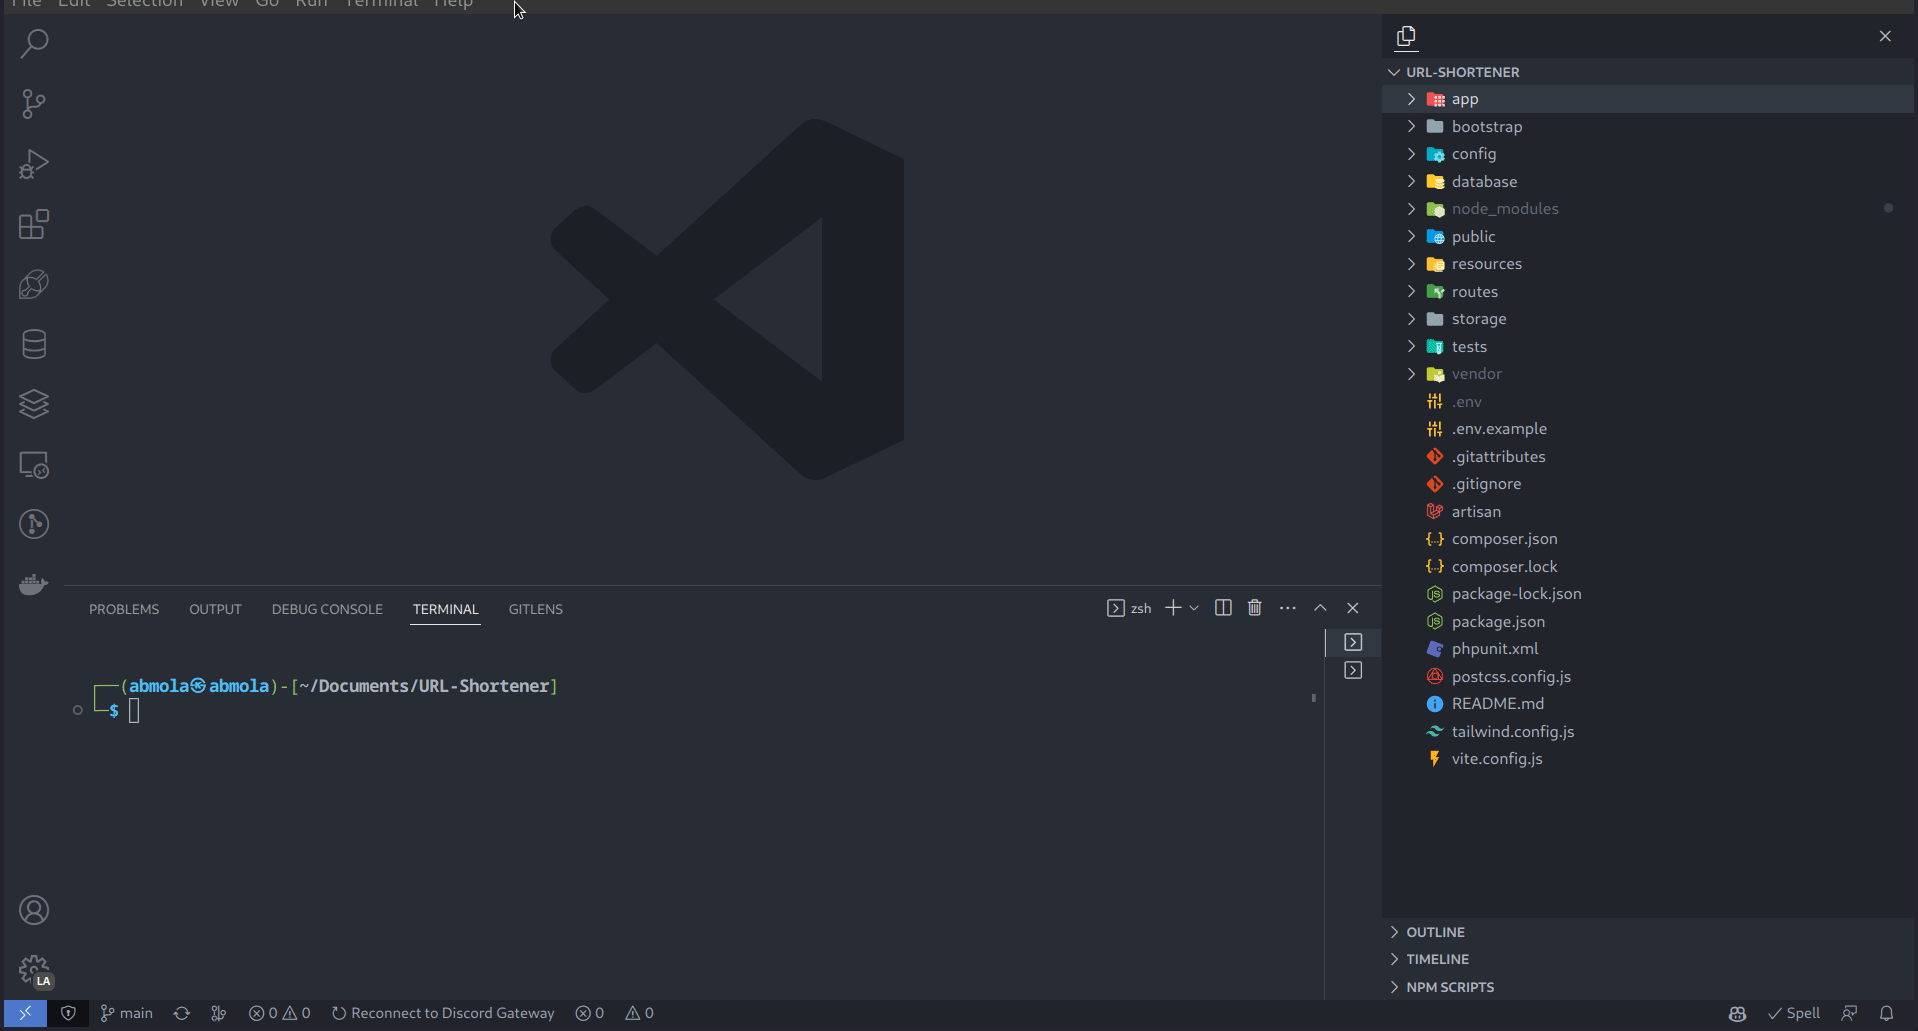 File Edit Selection View Go Run Terminal Help
URL-SHORTENER
app
bootstrap
config
database
node_modules
public
resources
routes
storage
tests
vendor
.env
.env.example
.gitattributes
.gitignore
artisan
composer.json
composer.lock
package-lock.json
package.json
phpunit.xml
postcss.config.js
README.md
tailwind.config.js
vite.config.js
OUTLINE
TIMELINE
NPM SCRIPTS
PROBLEMS OUTPUT DEBUG CONSOLE TERMINAL GITLENS
zsh
┌──(abmola㉿abmola)-[~/Documents/URL-Shortener]
└─$
LA
main 0 0 Reconnect to Discord Gateway 0 0 Spell